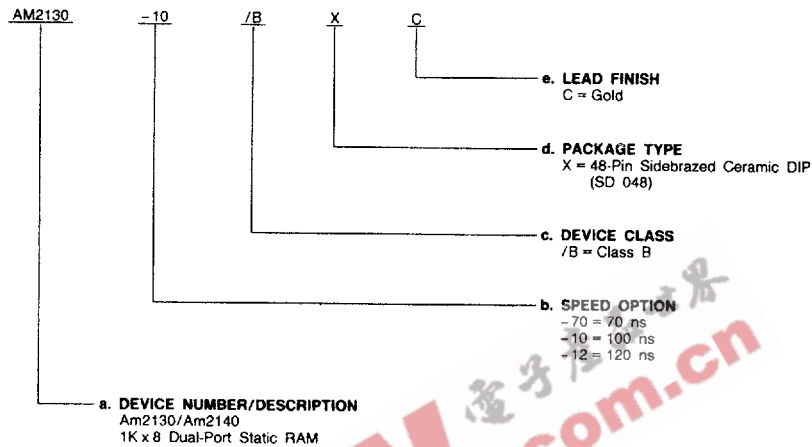 AM2130 -10 /B X C
e. LEAD FINISH
C = Gold
d. PACKAGE TYPE
X = 48-Pin Sidebrazed Ceramic DIP
(SD 048)
c. DEVICE CLASS
/B = Class B
b. SPEED OPTION
-70 = 70 ns
-10 = 100 ns
-12 = 120 ns
a. DEVICE NUMBER/DESCRIPTION
Am2130/Am2140
1K x 8 Dual-Port Static RAM
.com.cn